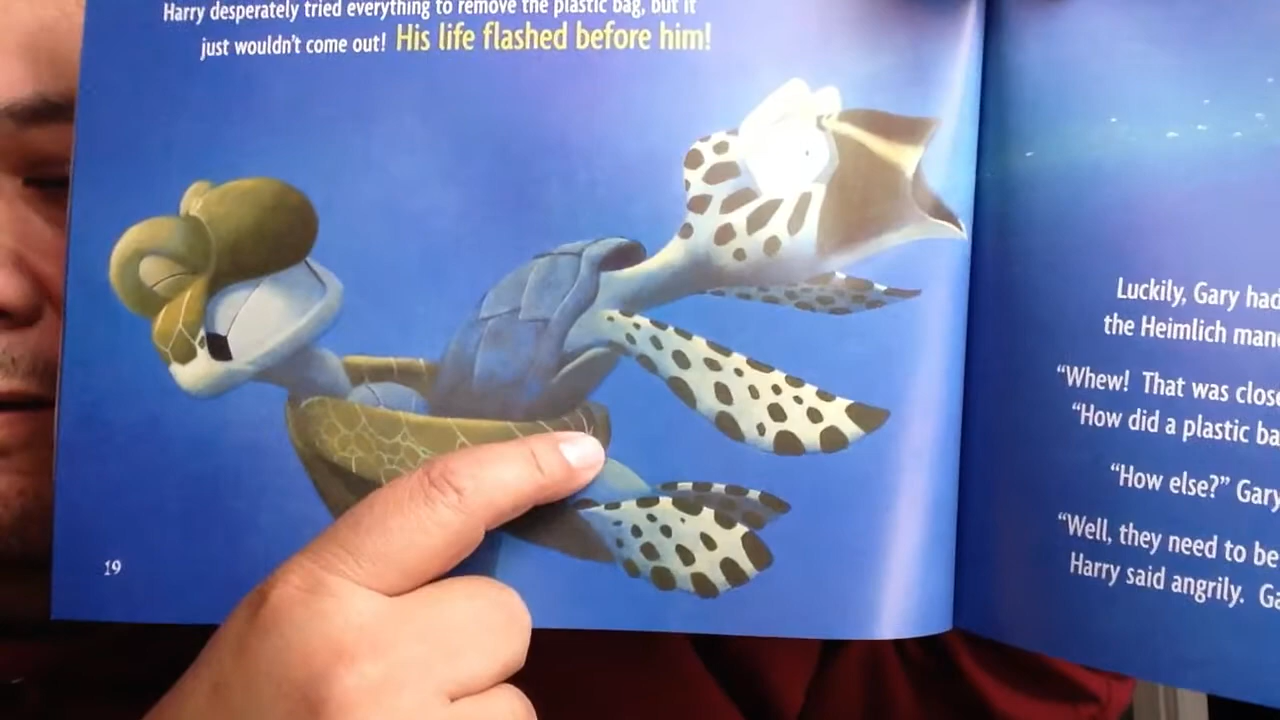 Harry desperately tried everything to remove the plastic bag, but it
just wouldn't come out! His life flashed before him!
19
Luckily, Gary had
the Heimlich
"Whew! That was
"How did a plastic
"How else?" Gary
"Well, they need to be
Harry said angrily.